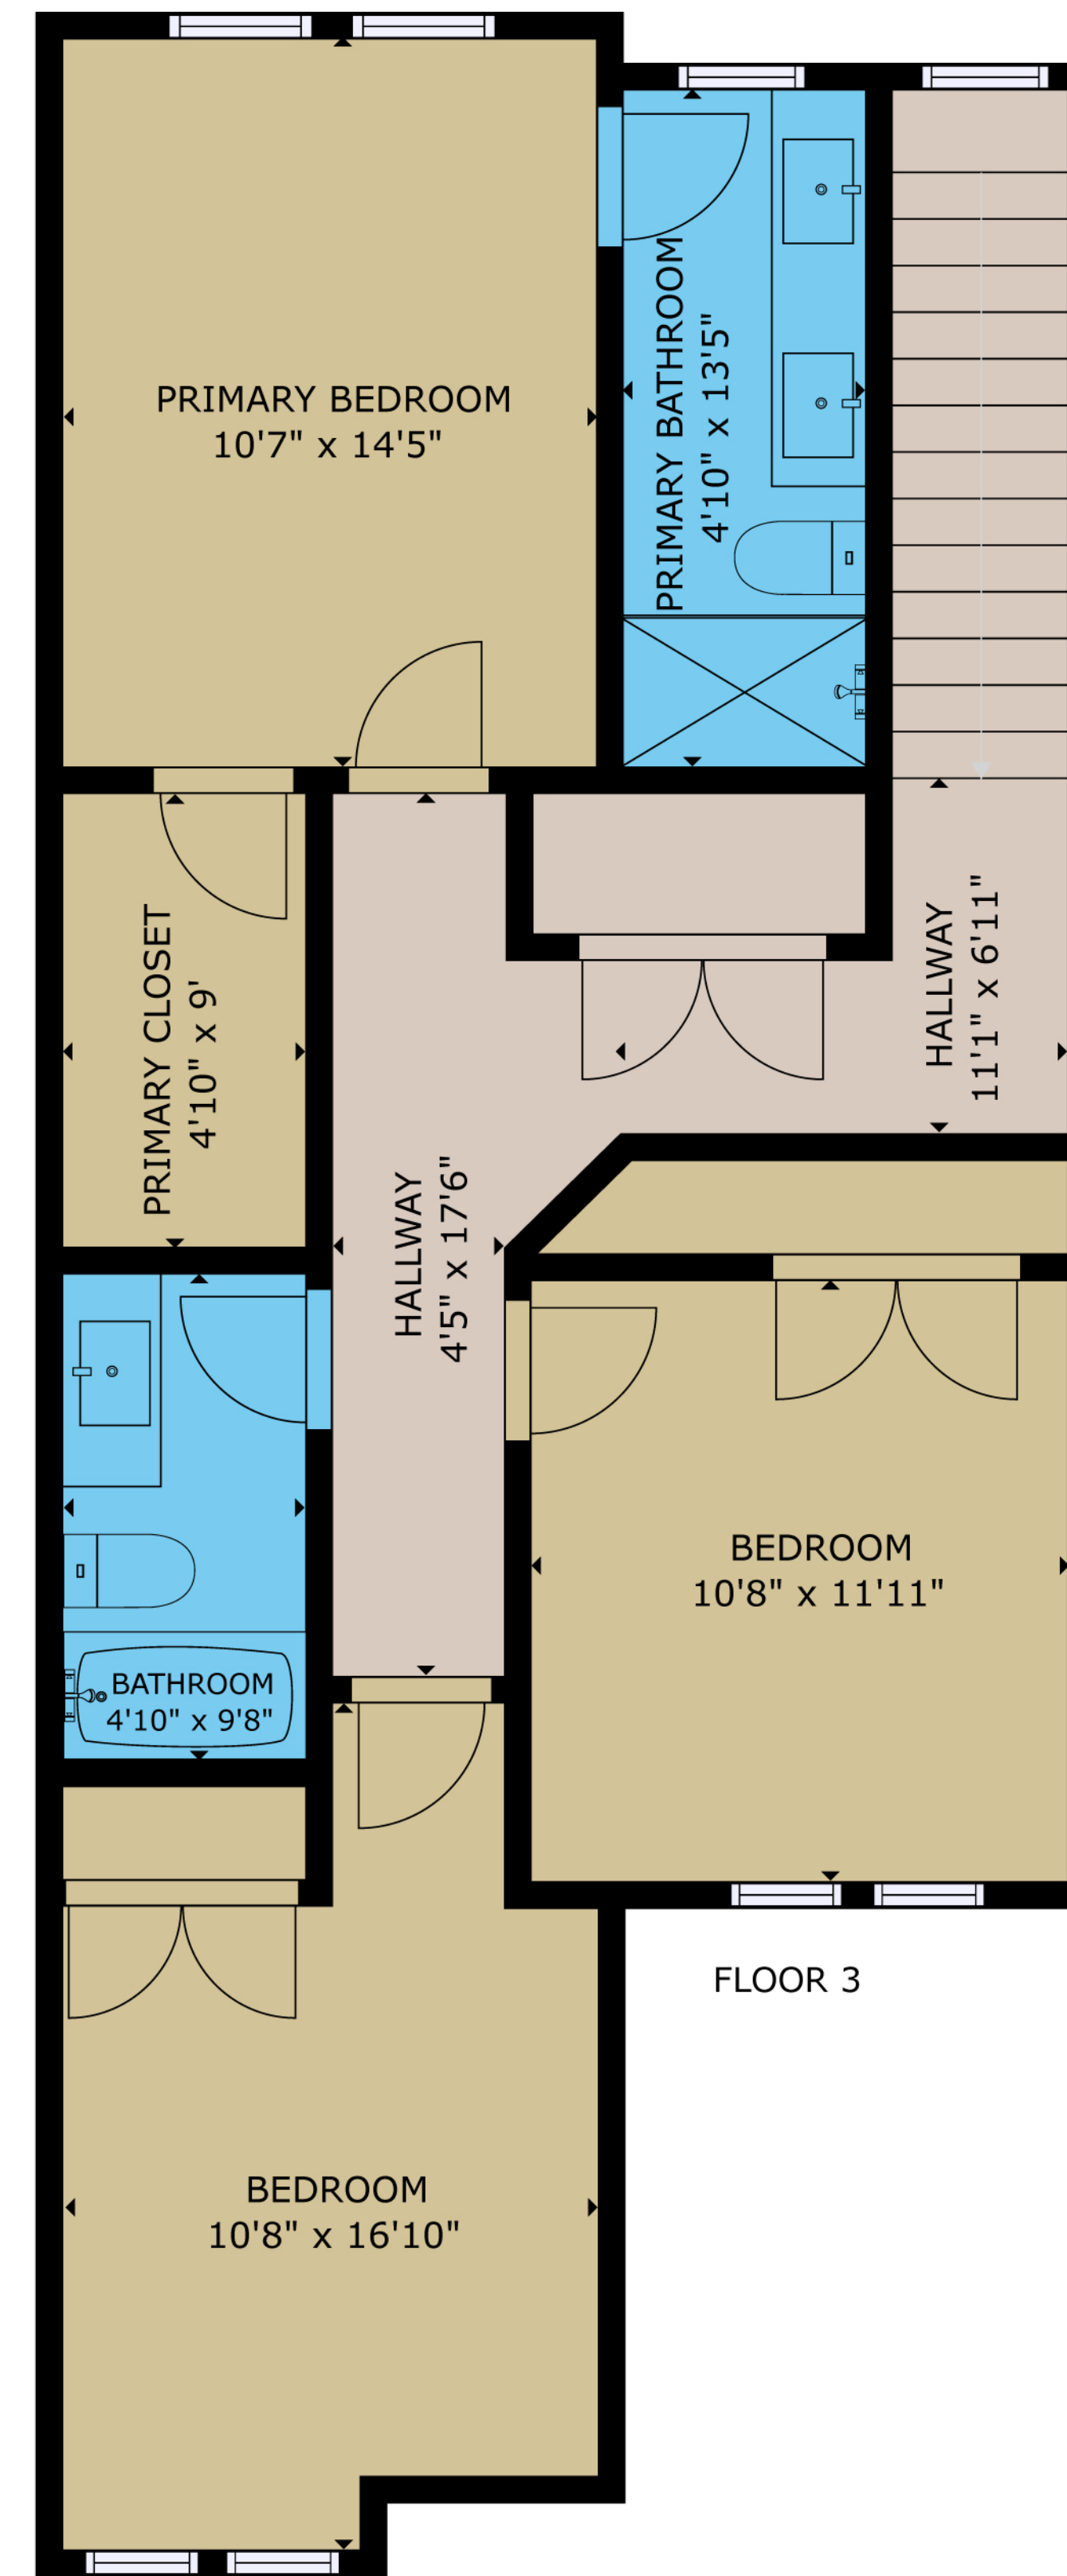 PRIMARY BEDROOM
10'7" x 14'5"
PRIMARY BATHROOM
4'10" x 13'5"
PRIMARY CLOSET
4'10" x 9'
HALLWAY
11'1" x 6'11"
HALLWAY
4'5" x 17'6"
BEDROOM
10'8" x 11'11"
BATHROOM
4'10" x 9'8"
FLOOR 3
BEDROOM
10'8" x 16'10"